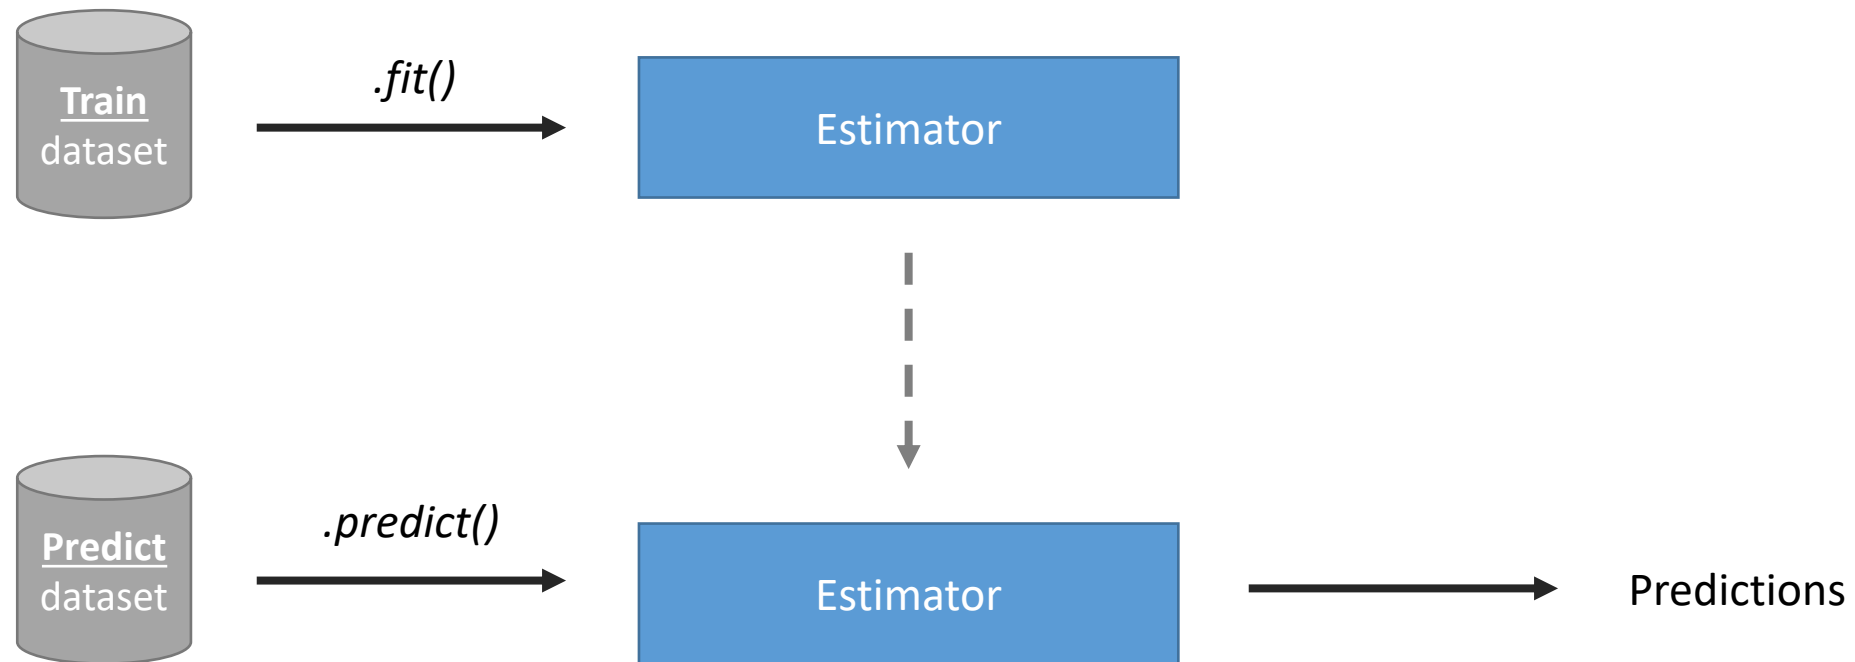 Train
dataset
.fit()
Estimator
Predict
dataset
.predict()
Estimator
Predictions